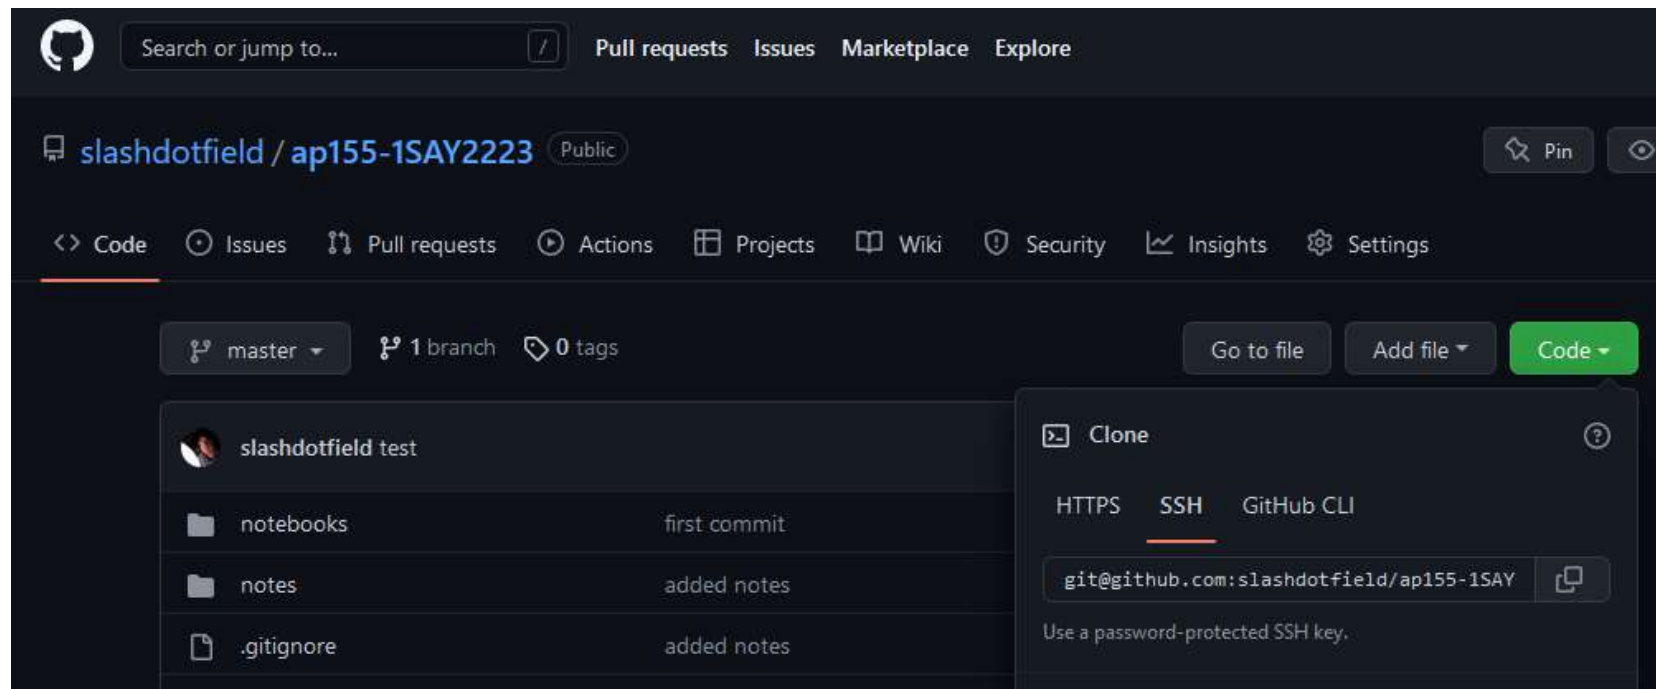 Search or jump to... / Pull requests Issues Marketplace Explore
slashdotfield / ap155-1SAY2223 Public Pin
Code Issues Pull requests Actions Projects Wiki Security Insights Settings
master 1 branch 0 tags Go to file Add file Code
slashdotfield test
notebooks first commit
notes added notes
.gitignore added notes
Clone
HTTPS SSH GitHub CLI
git@github.com:slashdotfield/ap155-1SAY
Use a password-protected SSH key.